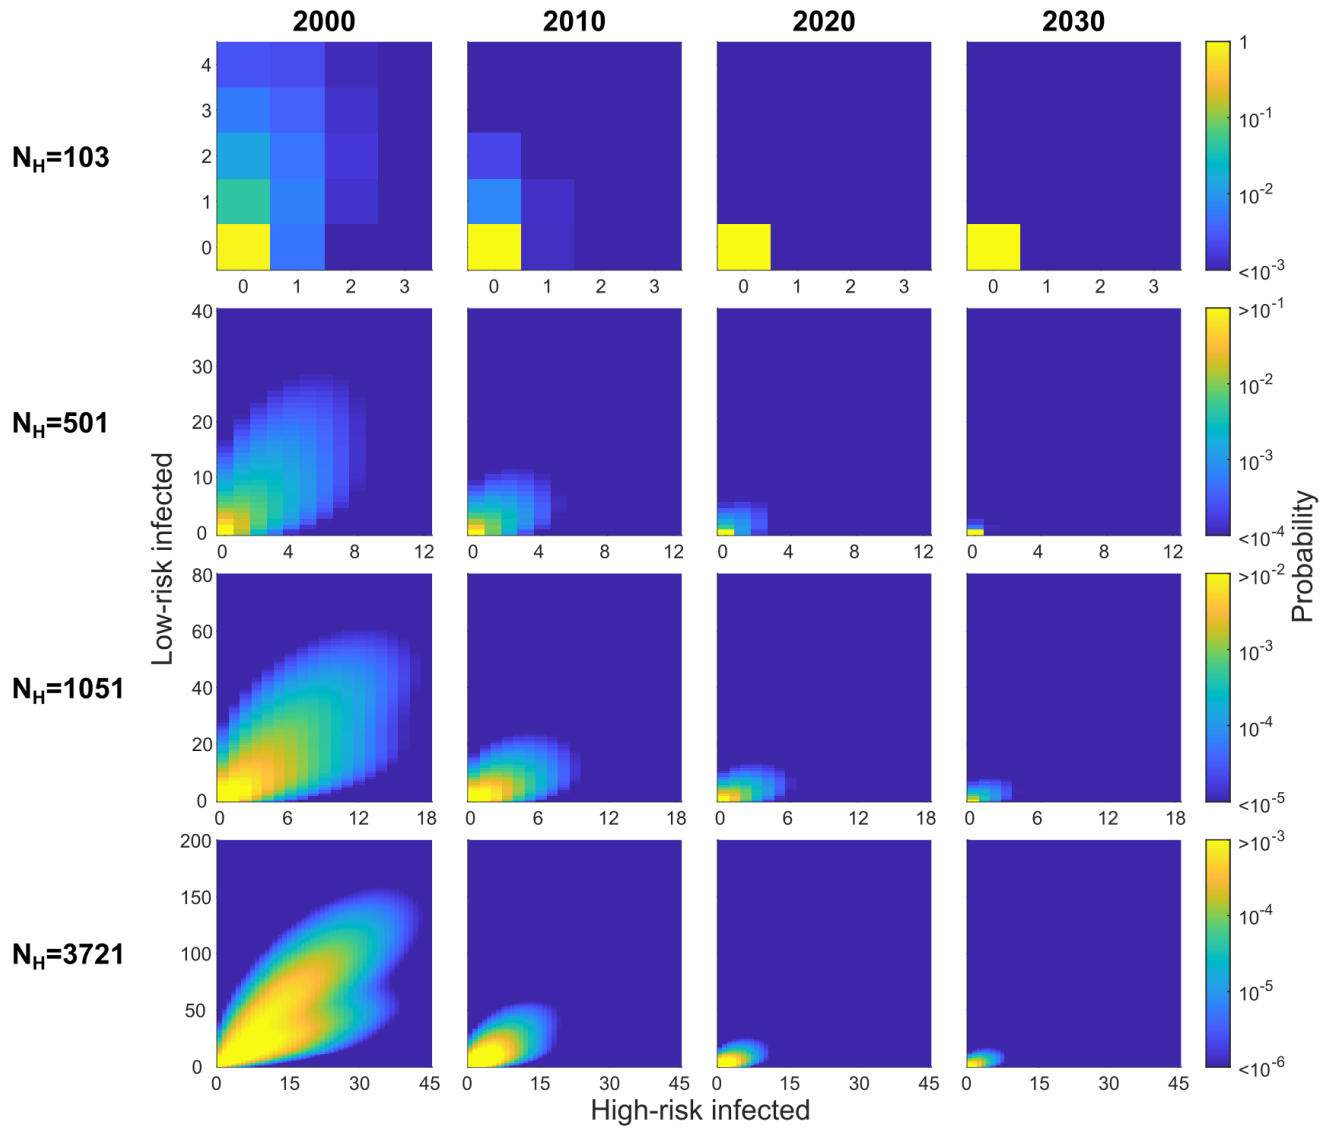 2000 2010 2020 2030
N_H=103
4
3
2
1
0
0 1 2 3
0 1 2 3
0 1 2 3
0 1 2 3
1
10^-1
10^-2
<10^-3
N_H=501
40
30
20
10
0
0 4 8 12
0 4 8 12
0 4 8 12
0 4 8 12
>10^-1
10^-2
10^-3
<10^-4
Low-risk infected
Probability
N_H=1051
80
60
40
20
0
0 6 12 18
0 6 12 18
0 6 12 18
0 6 12 18
>10^-2
10^-3
10^-4
<10^-5
N_H=3721
200
150
100
50
0
0 15 30 45
0 15 30 45
0 15 30 45
0 15 30 45
>10^-3
10^-4
10^-5
<10^-6
High-risk infected